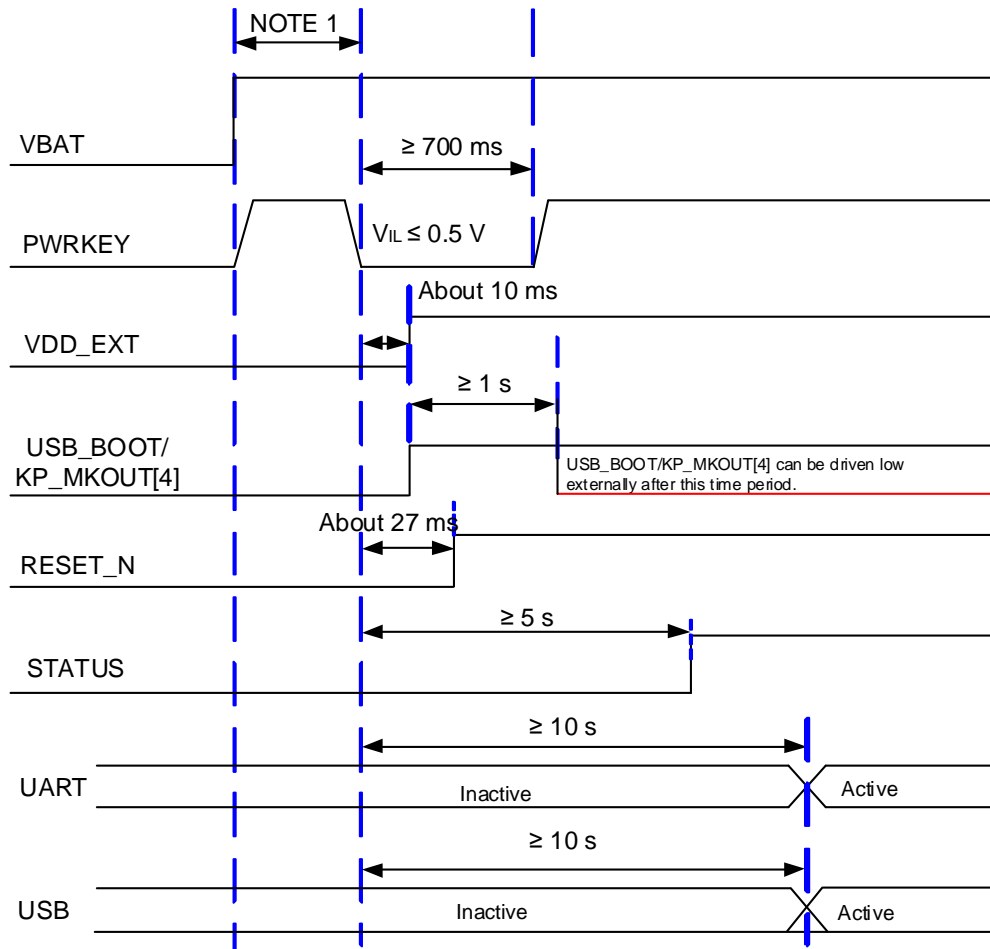 NOTE 1
VBAT
≥ 700 ms
PWRKEY
VIL ≤ 0.5 V
About 10 ms
VDD_EXT
≥ 1 s
USB_BOOT/
KP_MKOUT[4]
USB_BOOT/KP_MKOUT[4] can be driven low
externally after this time period.
About 27 ms
RESET_N
≥ 5 s
STATUS
≥ 10 s
UART
Inactive
Active
≥ 10 s
USB
Inactive
Active